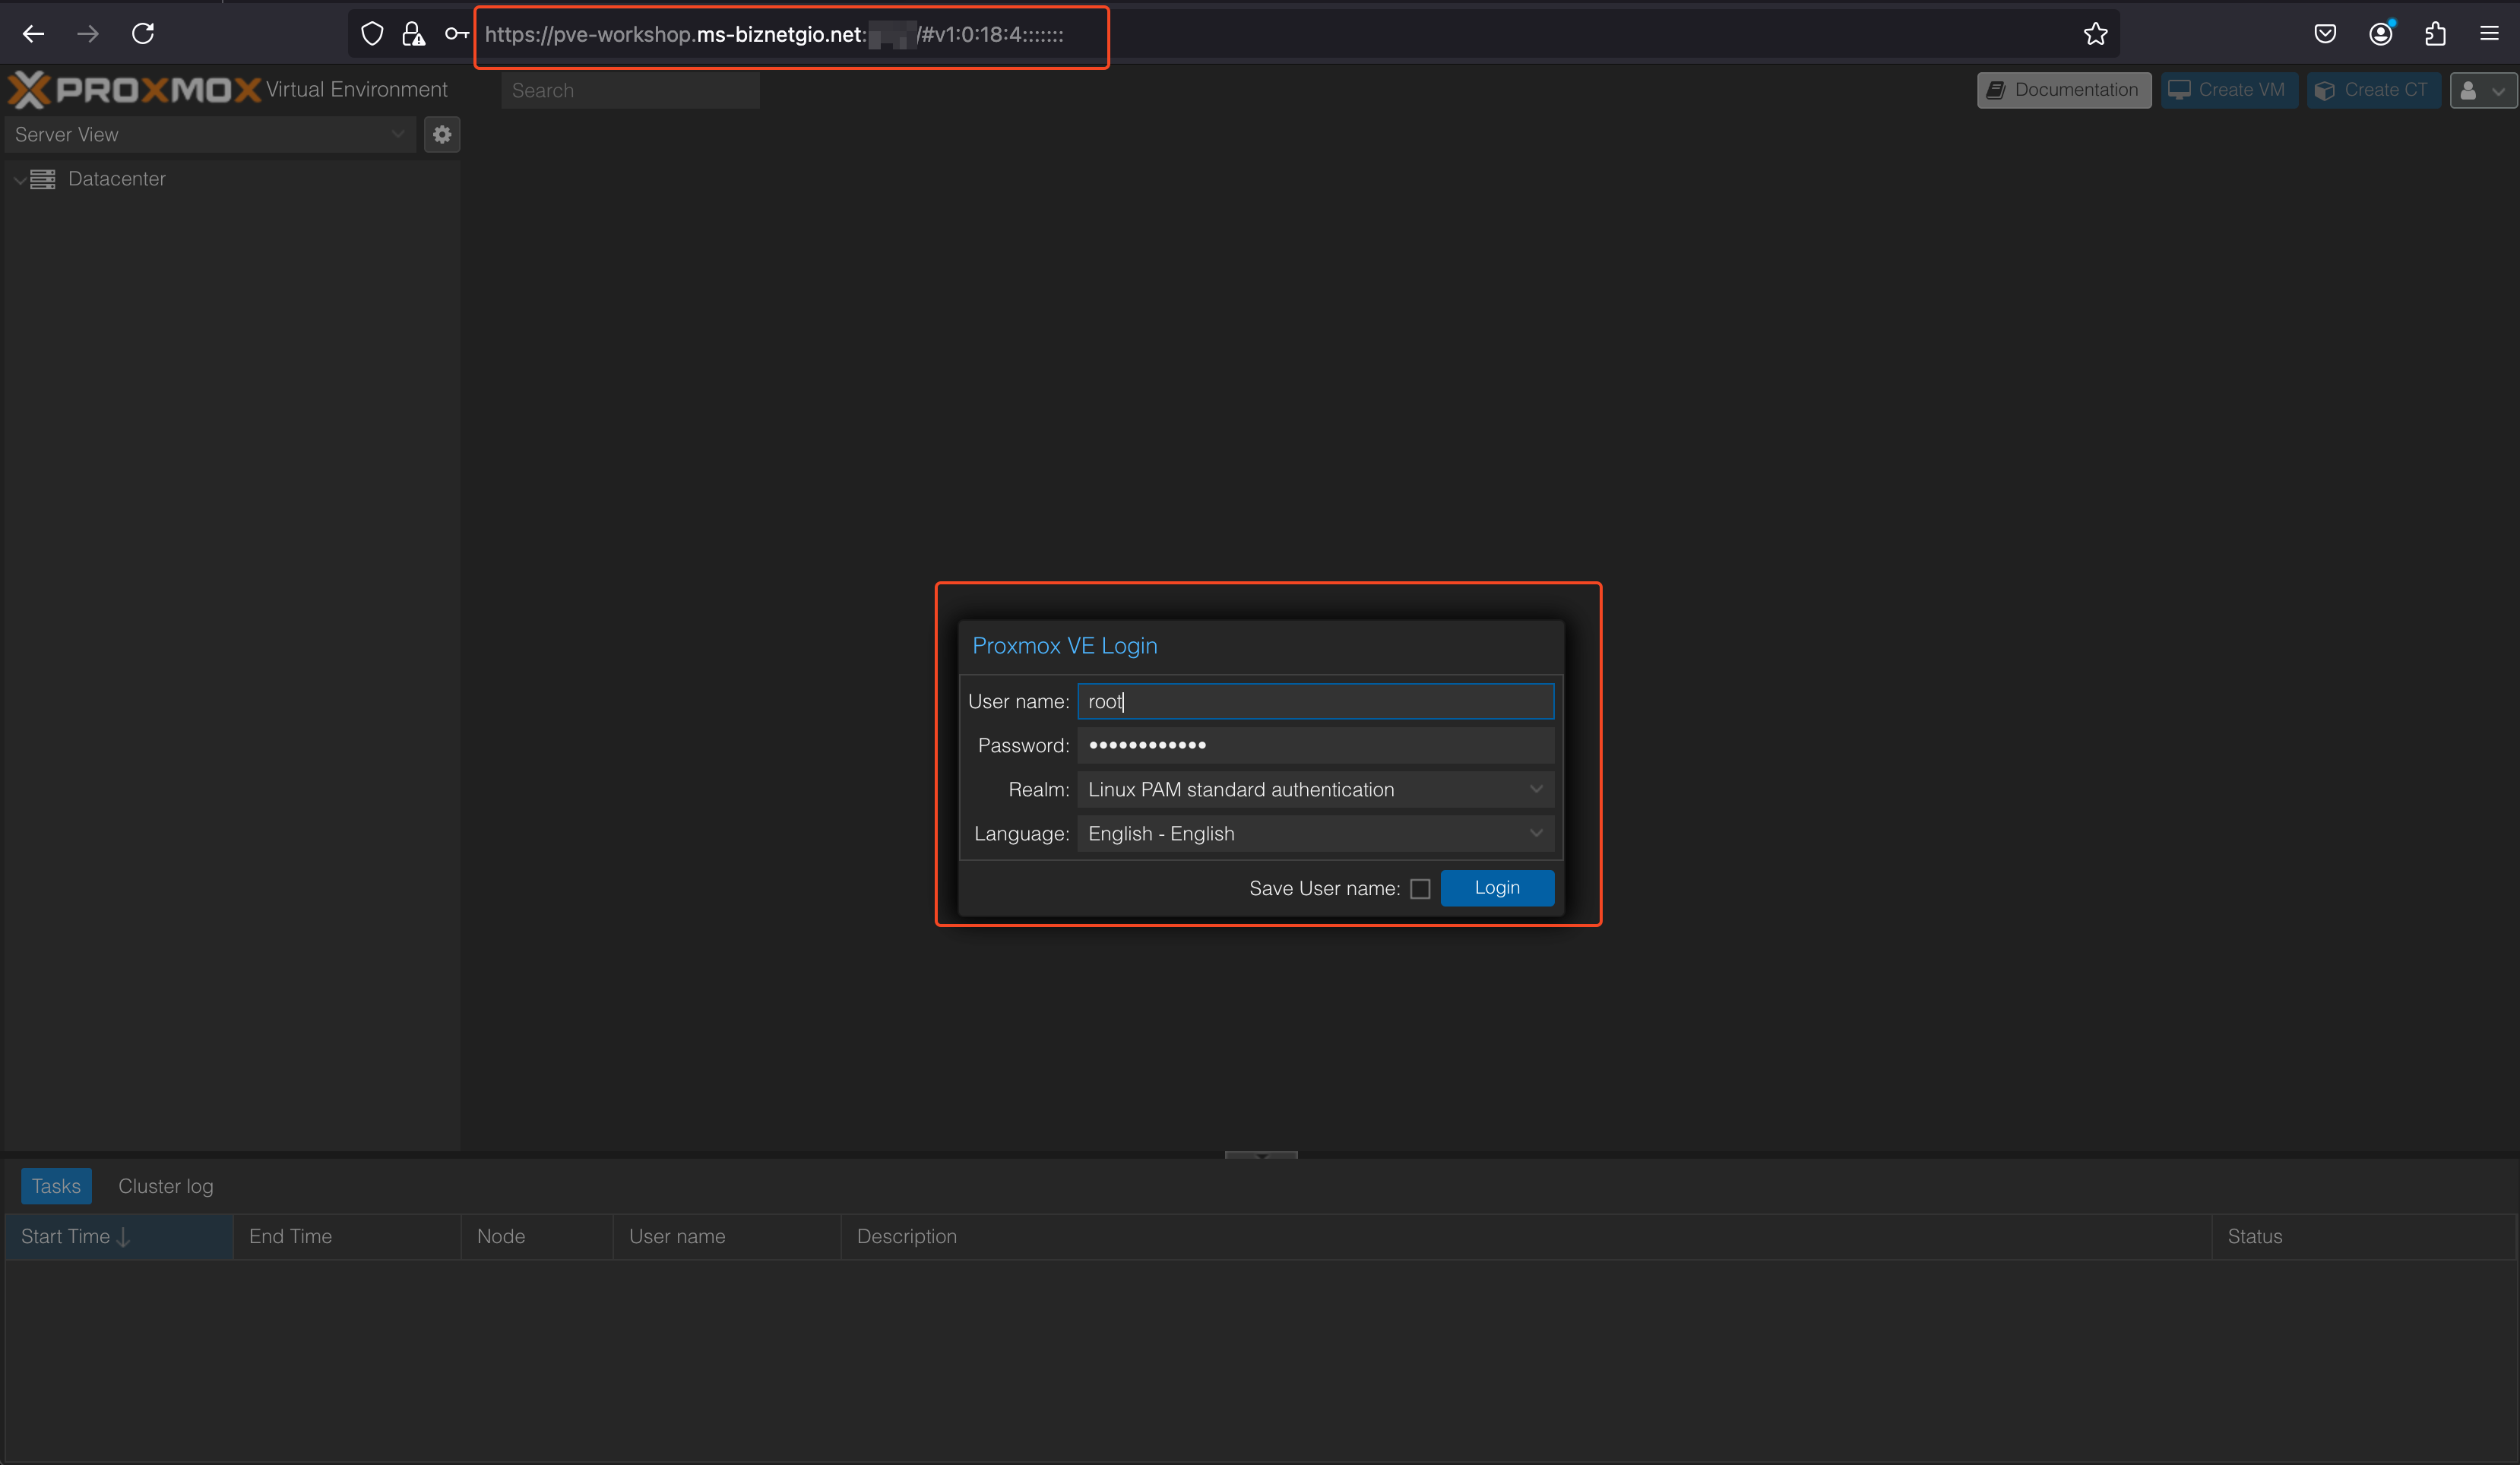 https://pve-workshop.ms-biznetgio.net: /#v1:0:18:4:::::::
PROXMOX Virtual Environment
Search
Documentation
Create VM
Create CT
Server View
Datacenter
Proxmox VE Login
User name: root
Password: ••••••••••••
Realm: Linux PAM standard authentication
Language: English - English
Save User name:
Login
Tasks
Cluster log
Start Time
End Time
Node
User name
Description
Status